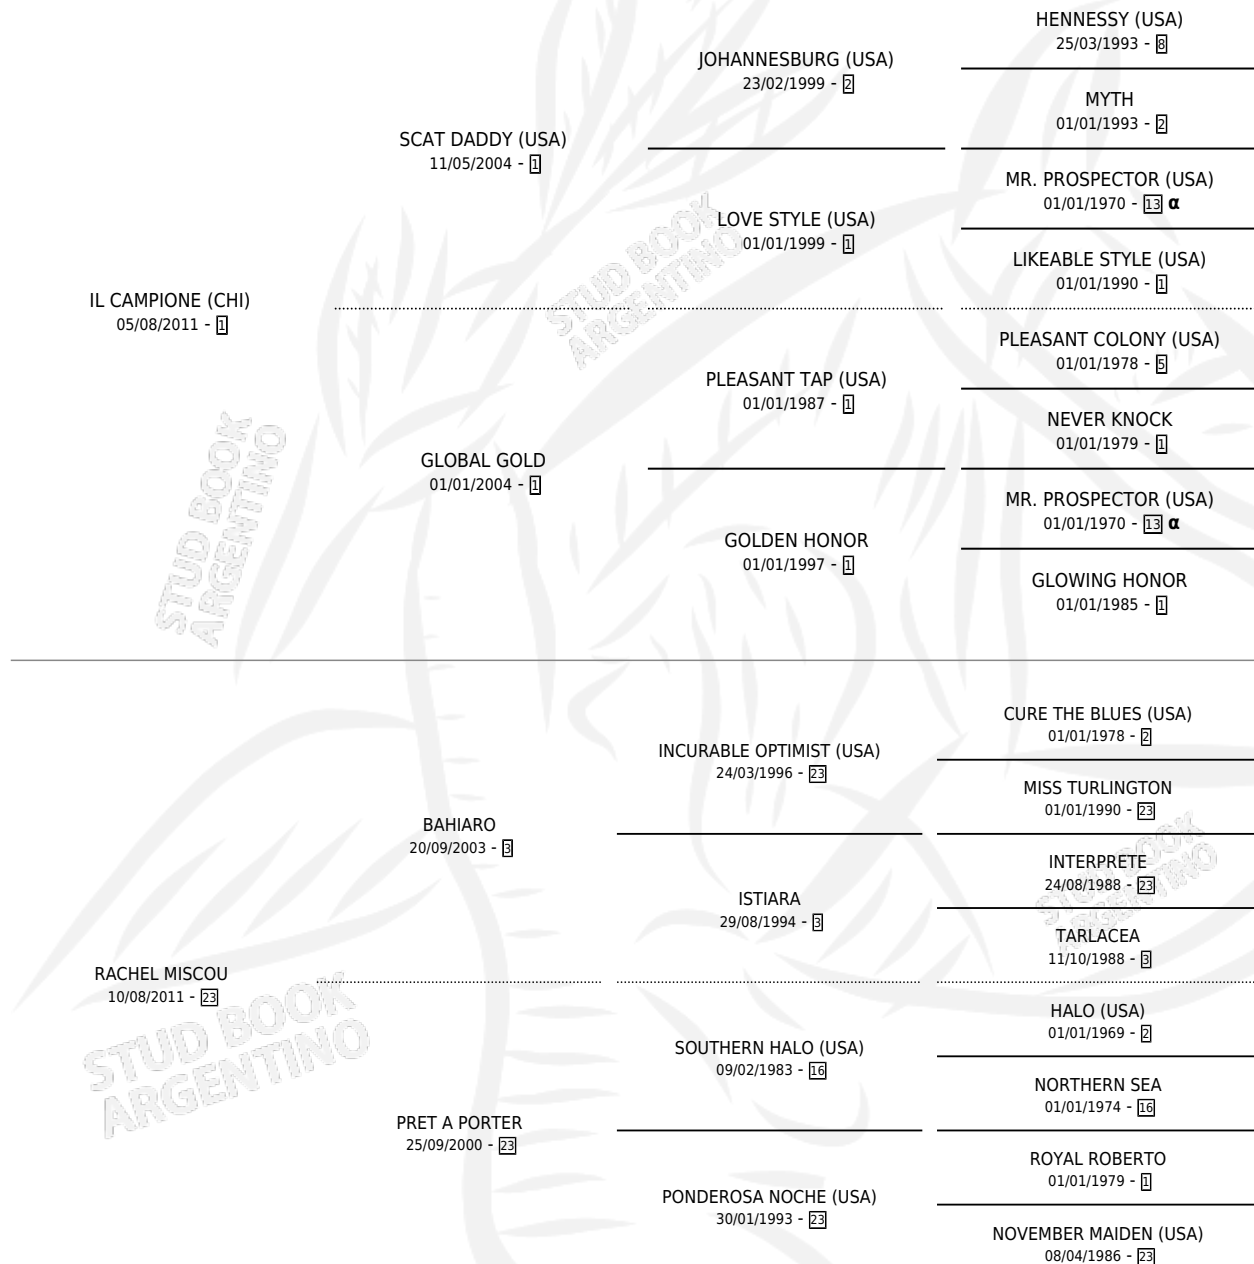 HENNESSY (USA)
25/03/1993 - 8
JOHANNESBURG (USA)
23/02/1999 - 2
MYTH
01/01/1993 - 2
SCAT DADDY (USA)
11/05/2004 - 1
MR. PROSPECTOR (USA)
01/01/1970 - 13 α
LOVE STYLE (USA)
01/01/1999 - 1
LIKEABLE STYLE (USA)
01/01/1990 - 1
IL CAMPIONE (CHI)
05/08/2011 - 1
PLEASANT COLONY (USA)
01/01/1978 - 5
PLEASANT TAP (USA)
01/01/1987 - 1
NEVER KNOCK
01/01/1979 - 1
GLOBAL GOLD
01/01/2004 - 1
MR. PROSPECTOR (USA)
01/01/1970 - 13 α
GOLDEN HONOR
01/01/1997 - 1
GLOWING HONOR
01/01/1985 - 1
CURE THE BLUES (USA)
01/01/1978 - 2
INCURABLE OPTIMIST (USA)
24/03/1996 - 23
MISS TURLINGTON
01/01/1990 - 23
BAHIARO
20/09/2003 - 3
INTERPRETE
24/08/1988 - 23
ISTIARA
29/08/1994 - 3
TARLACEA
11/10/1988 - 3
RACHEL MISCOU
10/08/2011 - 23
HALO (USA)
01/01/1969 - 2
SOUTHERN HALO (USA)
09/02/1983 - 16
NORTHERN SEA
01/01/1974 - 16
PRET A PORTER
25/09/2000 - 23
ROYAL ROBERTO
01/01/1979 - 1
PONDEROSA NOCHE (USA)
30/01/1993 - 23
NOVEMBER MAIDEN (USA)
08/04/1986 - 23
STUD BOOK
ARGENTINO
STUD BOOK
ARGENTINO
STUD BOOK
ARGENTINO
STUD BOOK
ARGENTINO